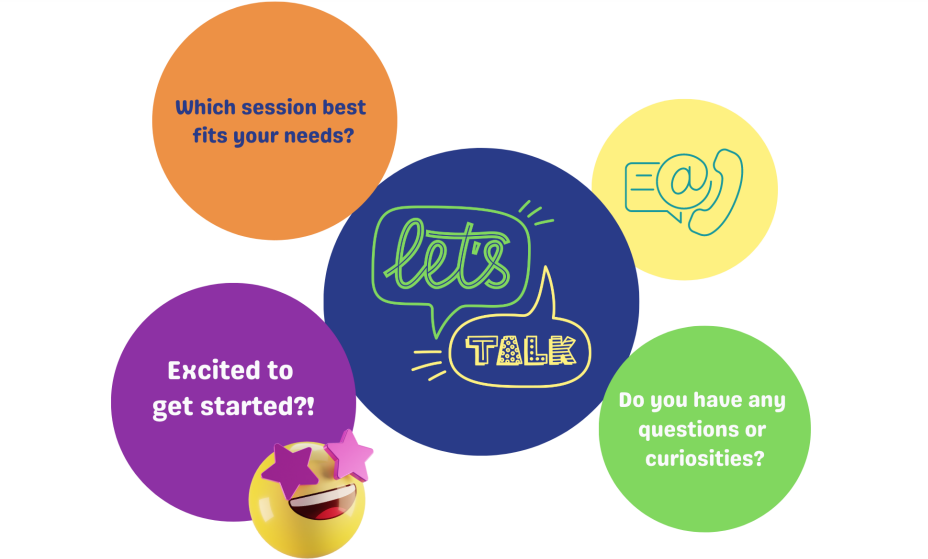 Which session best
fits your needs?
@
let's
TALK
Excited to
get started?!
Do you have any
questions or
curiosities?